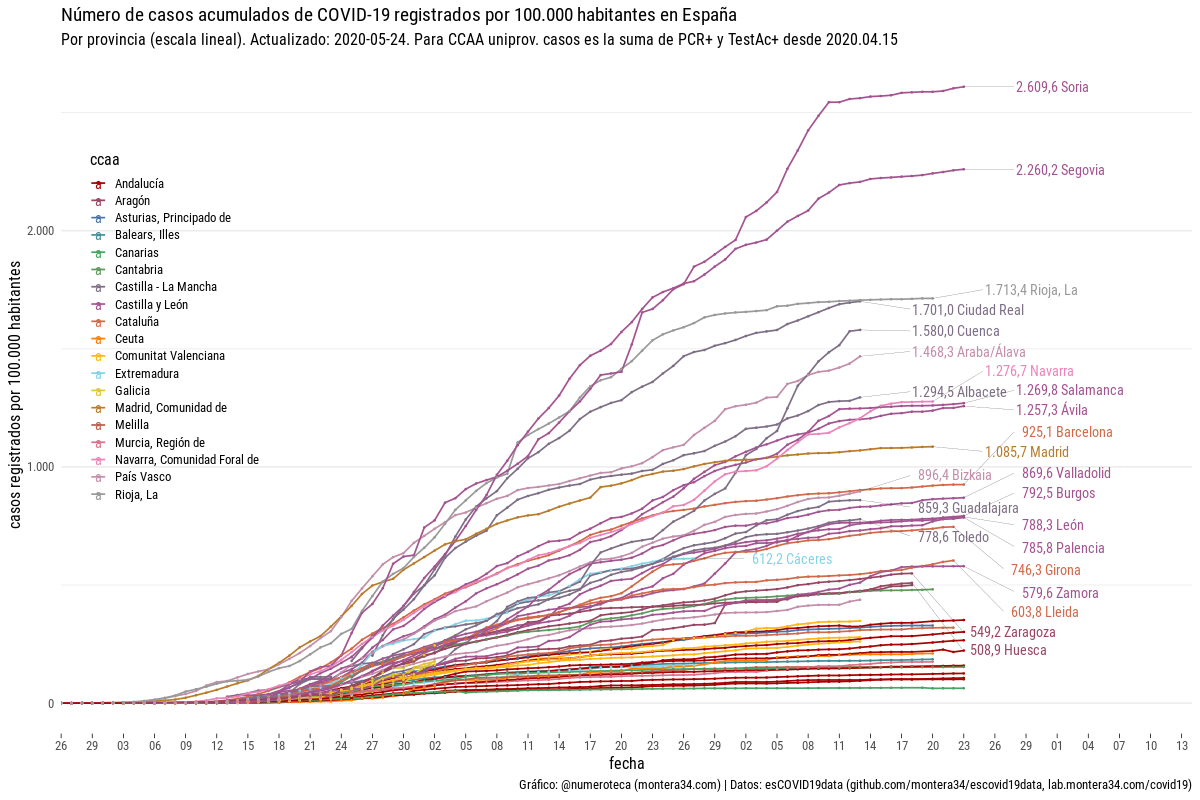 Número de casos acumulados de COVID-19 registrados por 100.000 habitantes en España
Por provincia (escala lineal). Actualizado: 2020-05-24. Para CCAA uniprov. casos es la suma de PCR+ y TestAc+ desde 2020.04.15
casos registrados por 100.000 habitantes
2.000
1.000
0
ccaa
Andalucía
Aragón
Asturias, Principado de
Balears, Illes
Canarias
Cantabria
Castilla - La Mancha
Castilla y León
Cataluña
Ceuta
Comunitat Valenciana
Extremadura
Galicia
Madrid, Comunidad de
Melilla
Murcia, Región de
Navarra, Comunidad Foral de
País Vasco
Rioja, La
2.609,6 Soria
2.260,2 Segovia
1.713,4 Rioja, La
1.701,0 Ciudad Real
1.580,0 Cuenca
1.468,3 Araba/Álava
1.276,7 Navarra
1.294,5 Albacete
1.269,8 Salamanca
1.257,3 Ávila
925,1 Barcelona
1.085,7 Madrid
896,4 Bizkaia
869,6 Valladolid
792,5 Burgos
859,3 Guadalajara
788,3 León
778,6 Toledo
785,8 Palencia
612,2 Cáceres
746,3 Girona
579,6 Zamora
603,8 Lleida
549,2 Zaragoza
508,9 Huesca
26 29 03 06 09 12 15 18 21 24 27 30 02 05 08 11 14 17 20 23 26 29 02 05 08 11 14 17 20 23 26 29 01 04 07 10 13
fecha
Gráfico: @numeroteca (montera34.com) | Datos: esCOVID19data (github.com/montera34/escovid19data, lab.montera34.com/covid19)